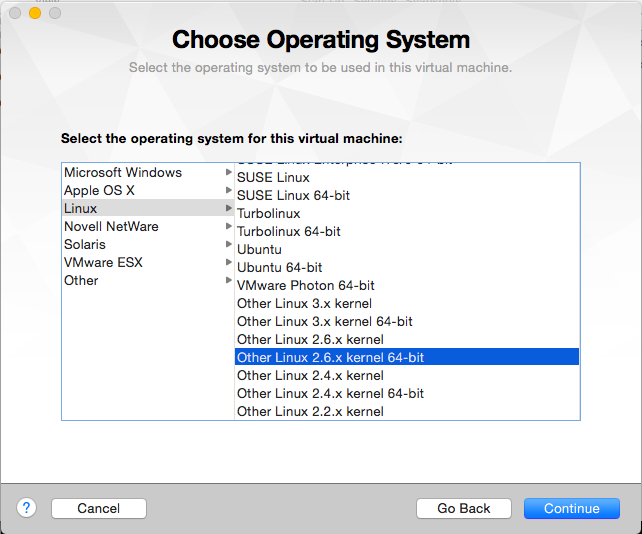 Choose Operating System
Select the operating system to be used in this virtual machine.
Select the operating system for this virtual machine:
Microsoft Windows
Apple OS X
Linux
Novell NetWare
Solaris
VMware ESX
Other
SUSE Linux
SUSE Linux 64-bit
Turbolinux
Turbolinux 64-bit
Ubuntu
Ubuntu 64-bit
VMware Photon 64-bit
Other Linux 3.x kernel
Other Linux 3.x kernel 64-bit
Other Linux 2.6.x kernel
Other Linux 2.6.x kernel 64-bit
Other Linux 2.4.x kernel
Other Linux 2.4.x kernel 64-bit
Other Linux 2.2.x kernel
?
Cancel
Go Back
Continue